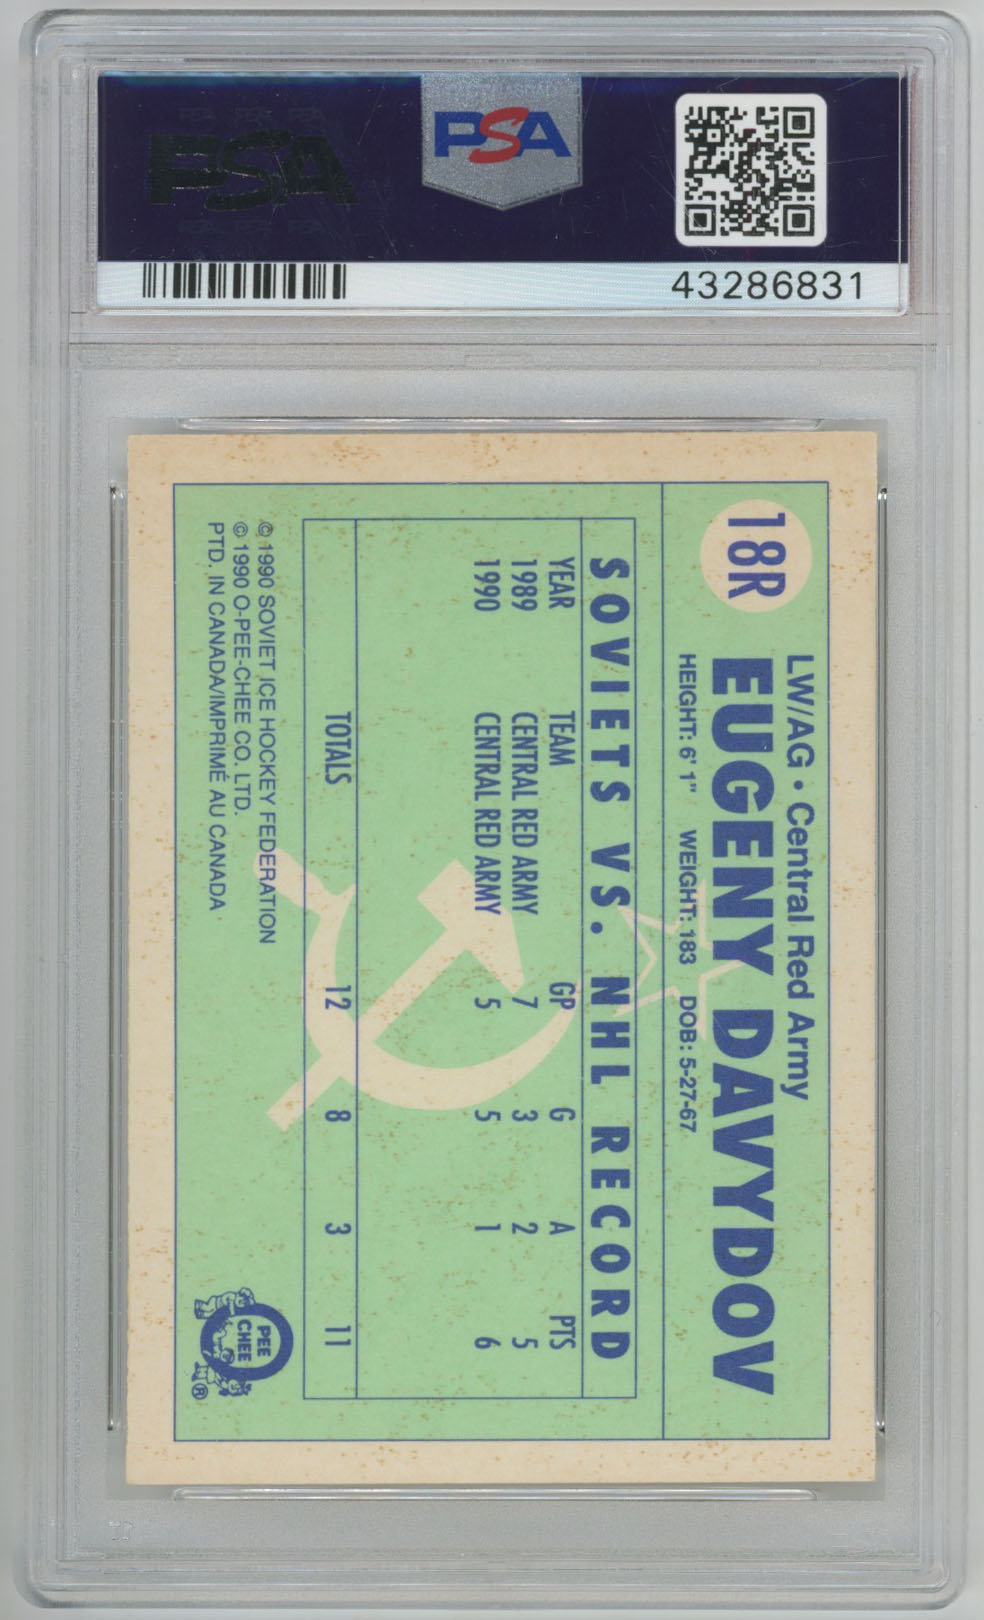 PSA
PSA
43286831
18R
LW/AG • Central Red Army
EUGENY DAVYDOV
HEIGHT: 6' 1" WEIGHT: 183 DOB: 5-27-67
SOVIETS VS. NHL RECORD
YEAR TEAM GP G A PTS
1989 CENTRAL RED ARMY 7 3 2 5
1990 CENTRAL RED ARMY 5 5 1 6
TOTALS 12 8 3 11
© 1990 SOVIET ICE HOCKEY FEDERATION
© 1990 O-PEE-CHEE CO. LTD.
PTD. IN CANADA/IMPRIMÉ AU CANADA
O
PEE
CHEE
®